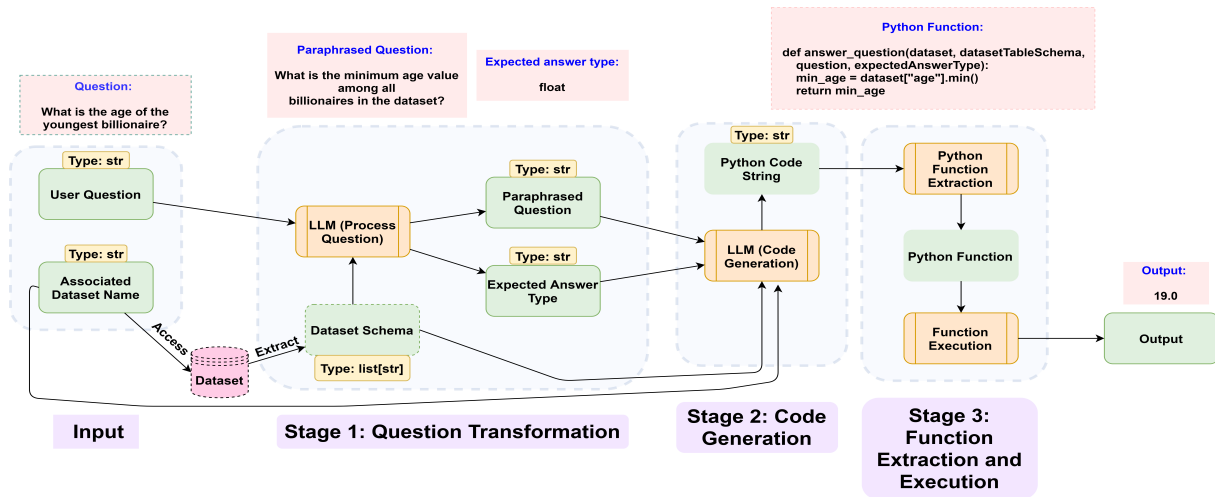 Question:
What is the age of the
youngest billionaire?
Type: str
User Question
Type: str
Associated
Dataset Name
Access
Dataset
Extract
Input
Paraphrased Question:
What is the minimum age value
among all
billionaires in the dataset?
Expected answer type:
float
LLM (Process
Question)
Dataset Schema
Type: list[str]
Type: str
Paraphrased
Question
Type: str
Expected Answer
Type
Stage 1: Question Transformation
Type: str
Python Code
String
LLM (Code
Generation)
Stage 2: Code
Generation
Python Function:
def answer_question(dataset, datasetTableSchema,
question, expectedAnswerType):
min_age = dataset["age"].min()
return min_age
Python
Function
Extraction
Python Function
Function
Execution
Stage 3:
Function
Extraction and
Execution
Output:
19.0
Output